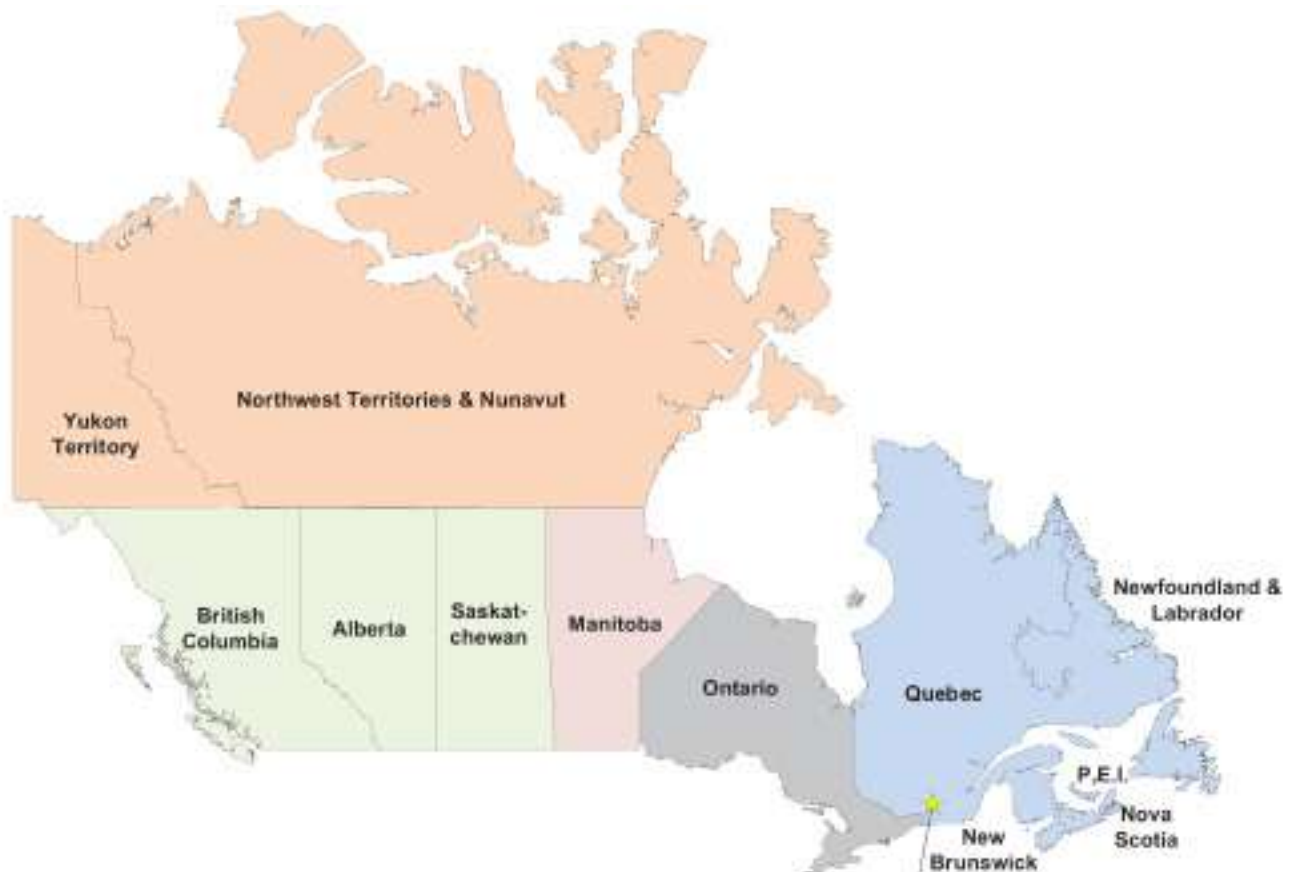 Northwest Territories & Nunavut
Yukon
Territory
British
Columbia
Alberta
Saskat-
chewan
Manitoba
Ontario
Quebec
Newfoundland &
Labrador
P.E.I.
Nova
Scotia
New
Brunswick